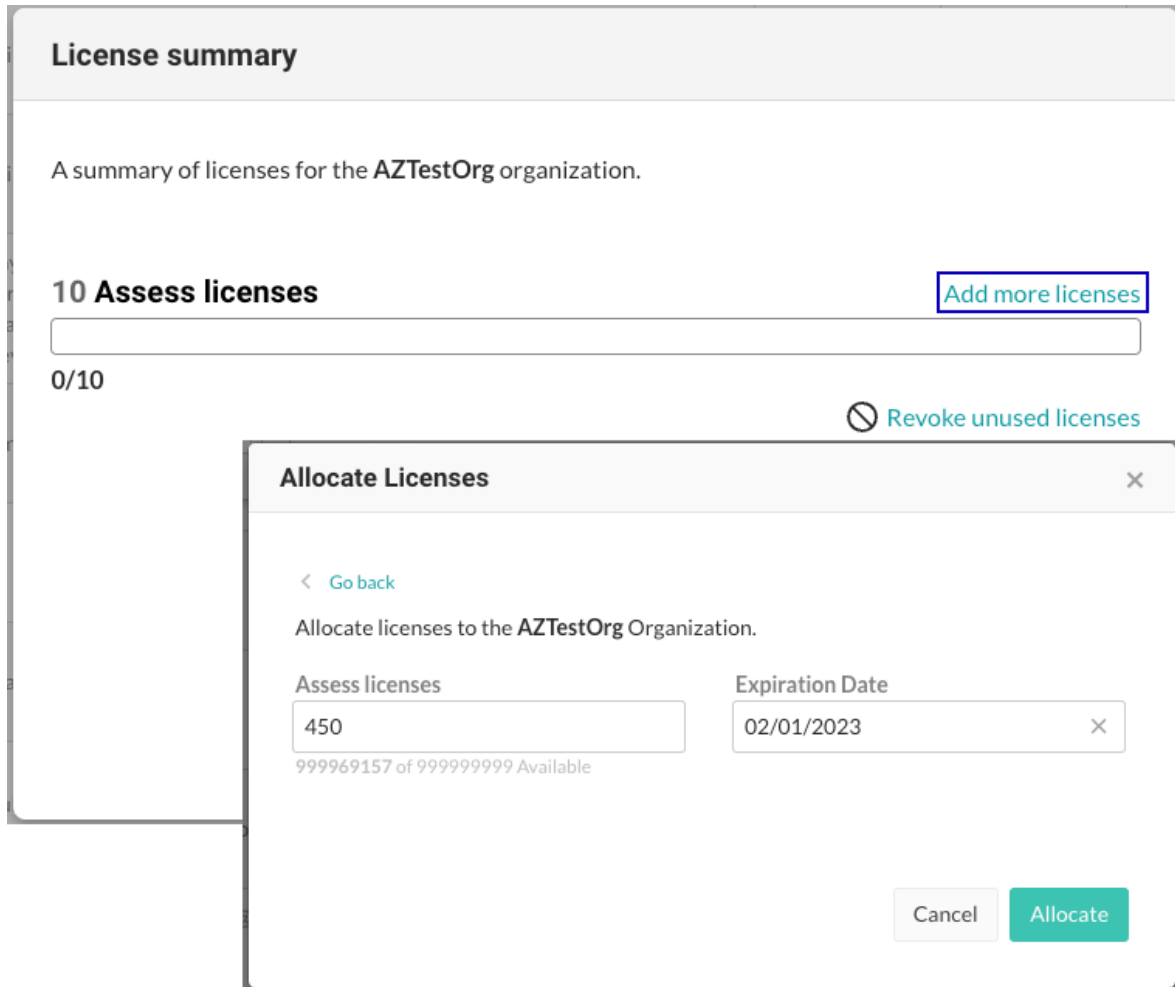 License summary
A summary of licenses for the AZTestOrg organization.
10 Assess licenses
Add more licenses
0/10
Revoke unused licenses
Allocate Licenses
Go back
Allocate licenses to the AZTestOrg Organization.
Assess licenses
Expiration Date
450
02/01/2023
999969157 of 999999999 Available
Cancel
Allocate